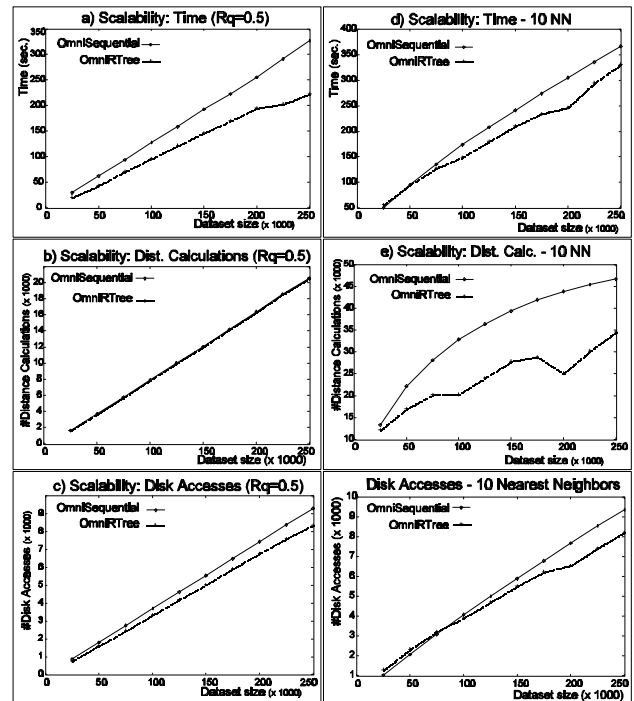 a) Scalability: Time (Rq=0.5)
350
300
250
200
150
100
50
0
Time (sec.)
OmniSequential
OmniRTree
0 50 100 150 200 250
Dataset size (x 1000)
b) Scalability: Dist. Calculations (Rq=0.5)
20
18
16
14
12
10
8
6
4
2
0
#Distance Calculations (x 1000)
OmniSequential
OmniRTree
0 50 100 150 200 250
Dataset size (x 1000)
c) Scalability: Disk Accesses (Rq=0.5)
9
8
7
6
5
4
3
2
1
0
#Disk Accesses (x 1000)
OmniSequential
OmniRTree
0 50 100 150 200 250
Dataset size (x 1000)
d) Scalability: Time - 10 NN
400
350
300
250
200
150
100
50
Time (sec.)
OmniSequential
OmniRTree
0 50 100 150 200 250
Dataset size (x 1000)
e) Scalability: Dist. Calc. - 10 NN
50
45
40
35
30
25
20
15
10
#Distance Calculations (x 1000)
OmniSequential
OmniRTree
0 50 100 150 200 250
Dataset size (x 1000)
Disk Accesses - 10 Nearest Neighbors
10
9
8
7
6
5
4
3
2
1
#Disk Accesses (x 1000)
OmniSequential
OmniRTree
0 50 100 150 200 250
Dataset size (x 1000)